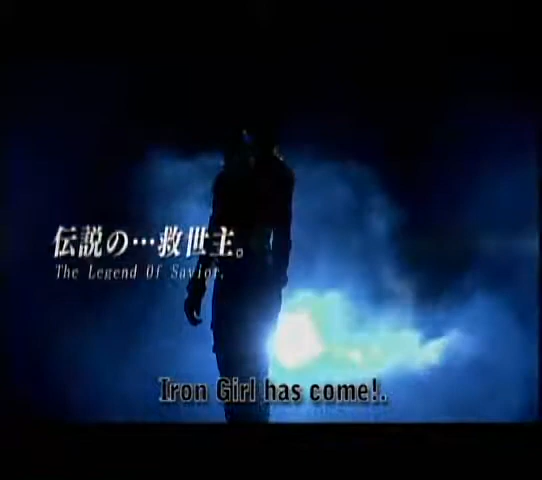 伝説の…救世主。
The Legend Of Savior.
Iron Girl has come!.